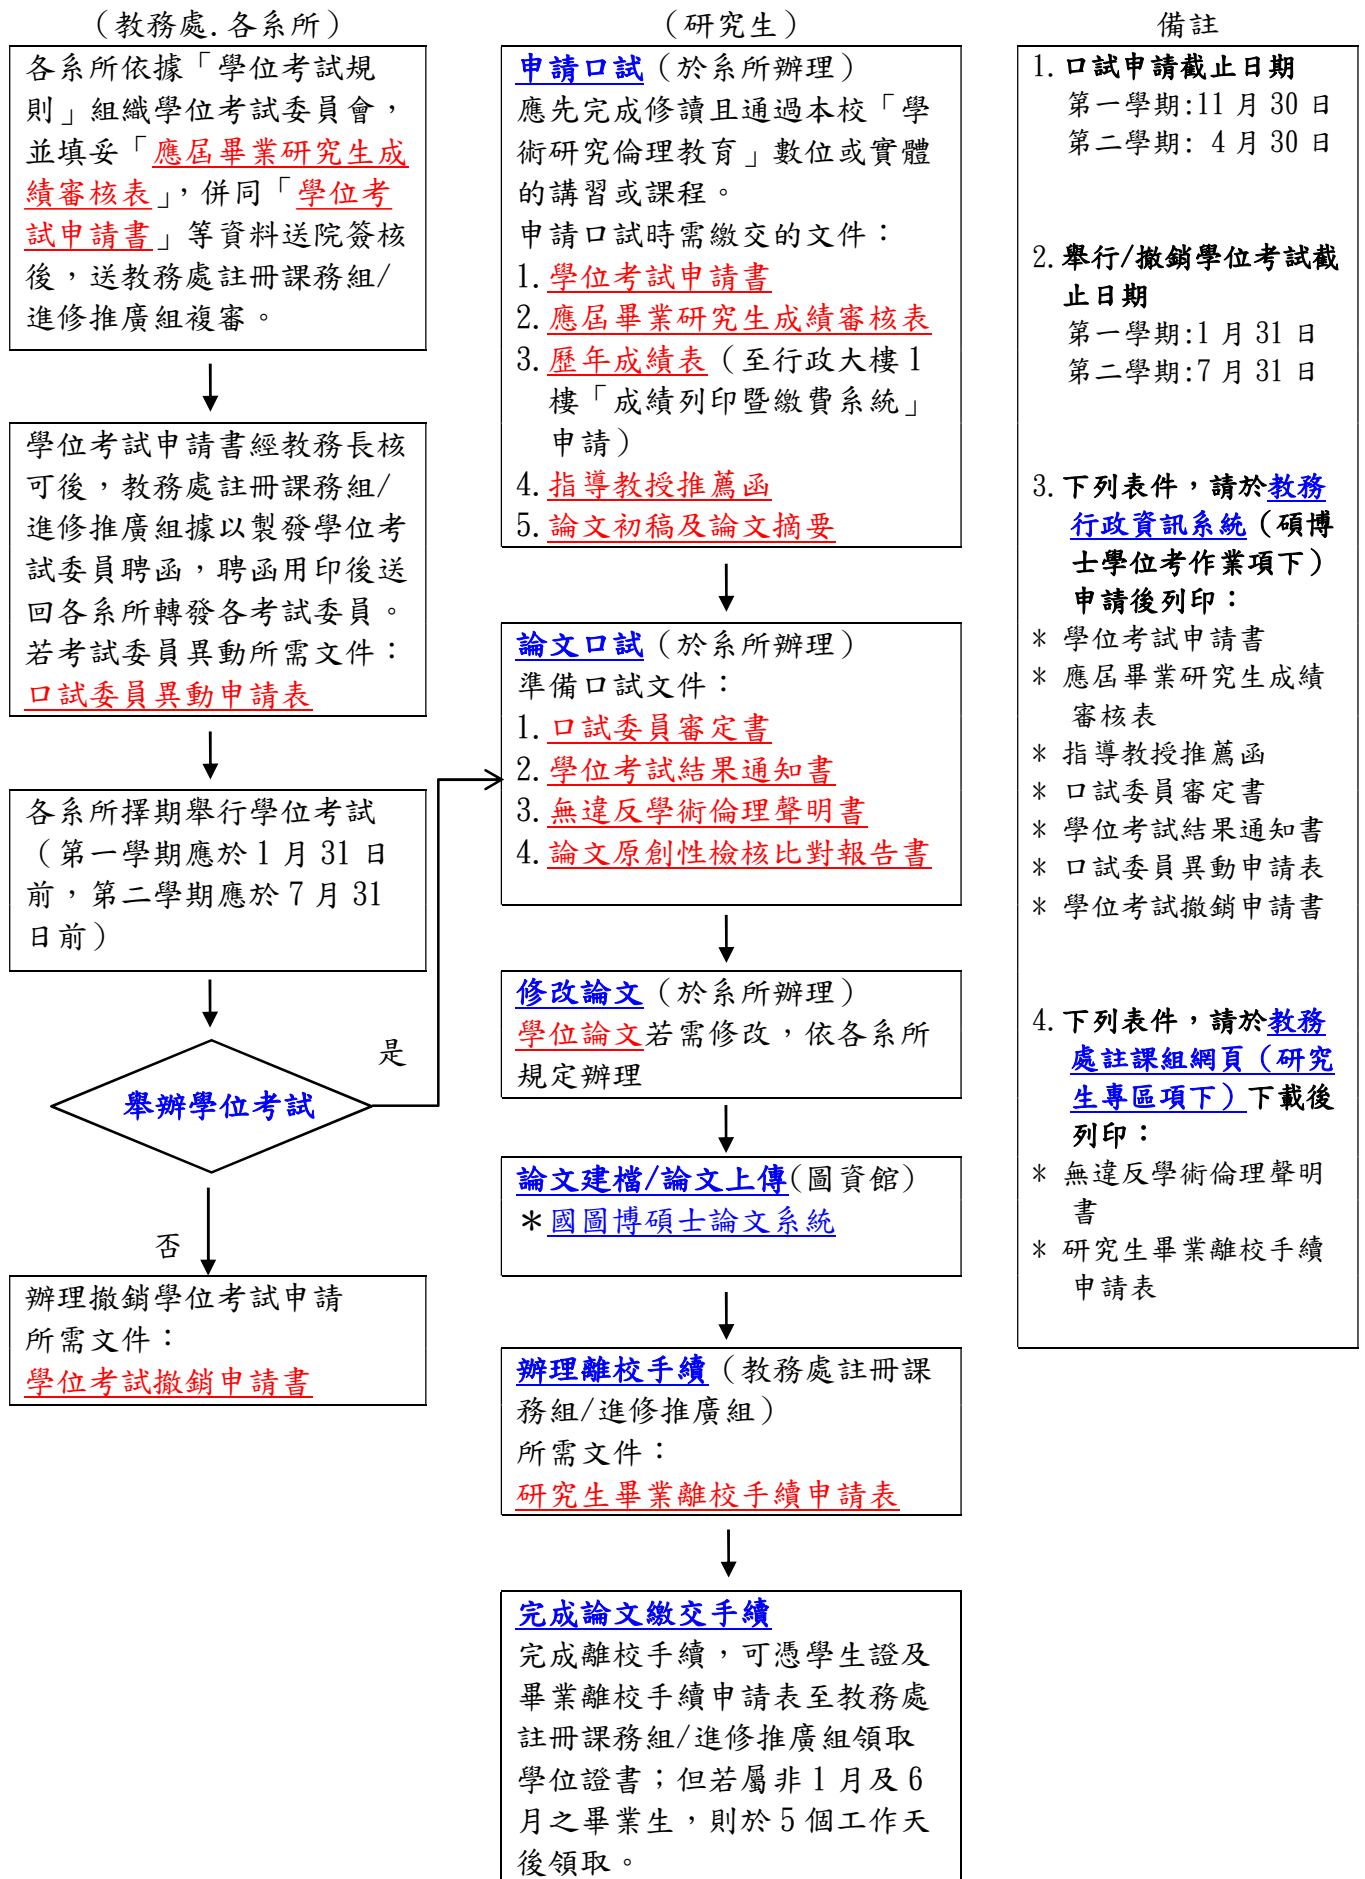 （教務處.各系所）
各系所依據「學位考試規
則」組織學位考試委員會，
並填妥「應屆畢業研究生成
績審核表」，併同「學位考
試申請書」等資料送院簽核
後，送教務處註冊課務組/
進修推廣組複審。
學位考試申請書經教務長核
可後，教務處註冊課務組/
進修推廣組據以製發學位考
試委員聘函，聘函用印後送
回各系所轉發各考試委員。
若考試委員異動所需文件：
口試委員異動申請表
各系所擇期舉行學位考試
（第一學期應於 1 月 31 日
前，第二學期應於 7 月 31
日前）
舉辦學位考試
是
否
辦理撤銷學位考試申請
所需文件：
學位考試撤銷申請書
（研究生）
申請口試（於系所辦理）
應先完成修讀且通過本校「學
術研究倫理教育」數位或實體
的講習或課程。
申請口試時需繳交的文件：
1.學位考試申請書
2.應屆畢業研究生成績審核表
3.歷年成績表（至行政大樓 1
樓「成績列印暨繳費系統」
申請）
4.指導教授推薦函
5.論文初稿及論文摘要
論文口試（於系所辦理）
準備口試文件：
1.口試委員審定書
2.學位考試結果通知書
3.無違反學術倫理聲明書
4.論文原創性檢核比對報告書
修改論文（於系所辦理）
學位論文若需修改，依各系所
規定辦理
論文建檔/論文上傳(圖資館）
＊國圖博碩士論文系統
辦理離校手續（教務處註冊課
務組/進修推廣組）
所需文件：
研究生畢業離校手續申請表
完成論文繳交手續
完成離校手續，可憑學生證及
畢業離校手續申請表至教務處
註冊課務組/進修推廣組領取
學位證書；但若屬非 1 月及 6
月之畢業生，則於 5 個工作天
後領取。
備註
1.口試申請截止日期
第一學期:11 月 30 日
第二學期: 4 月 30 日
2.舉行/撤銷學位考試截
止日期
第一學期:1 月 31 日
第二學期:7 月 31 日
3.下列表件，請於教務
行政資訊系統（碩博
士學位考作業項下）
申請後列印：
* 學位考試申請書
* 應屆畢業研究生成績
審核表
* 指導教授推薦函
* 口試委員審定書
* 學位考試結果通知書
* 口試委員異動申請表
* 學位考試撤銷申請書
4.下列表件，請於教務
處註課組網頁（研究
生專區項下）下載後
列印：
* 無違反學術倫理聲明
書
* 研究生畢業離校手續
申請表